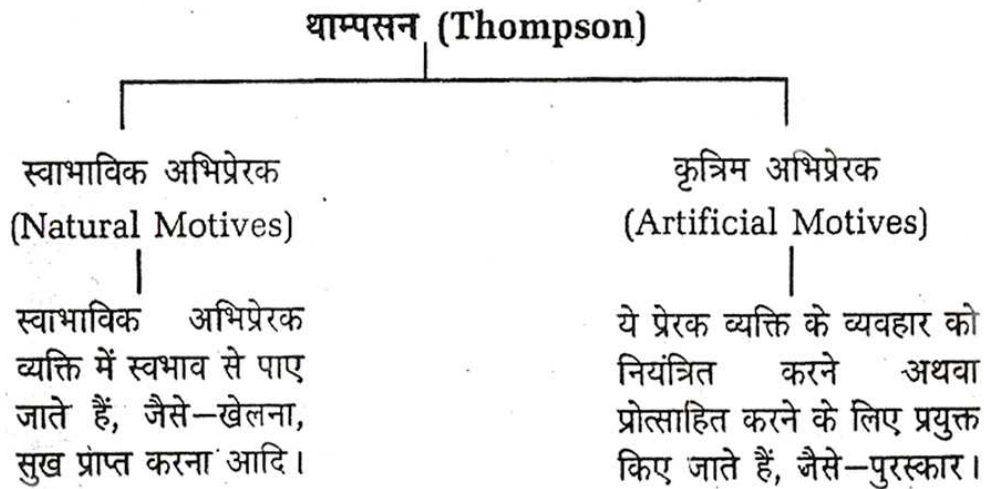 थाम्पसन (Thompson)
स्वाभाविक अभिप्रेरक
(Natural Motives)
स्वाभाविक अभिप्रेरक
व्यक्ति में स्वभाव से पाए
जाते हैं, जैसे—खेलना,
सुख प्राप्त करना आदि।
कृत्रिम अभिप्रेरक
(Artificial Motives)
ये प्रेरक व्यक्ति के व्यवहार को
नियंत्रित करने अथवा
प्रोत्साहित करने के लिए प्रयुक्त
किए जाते हैं, जैसे—पुरस्कार।